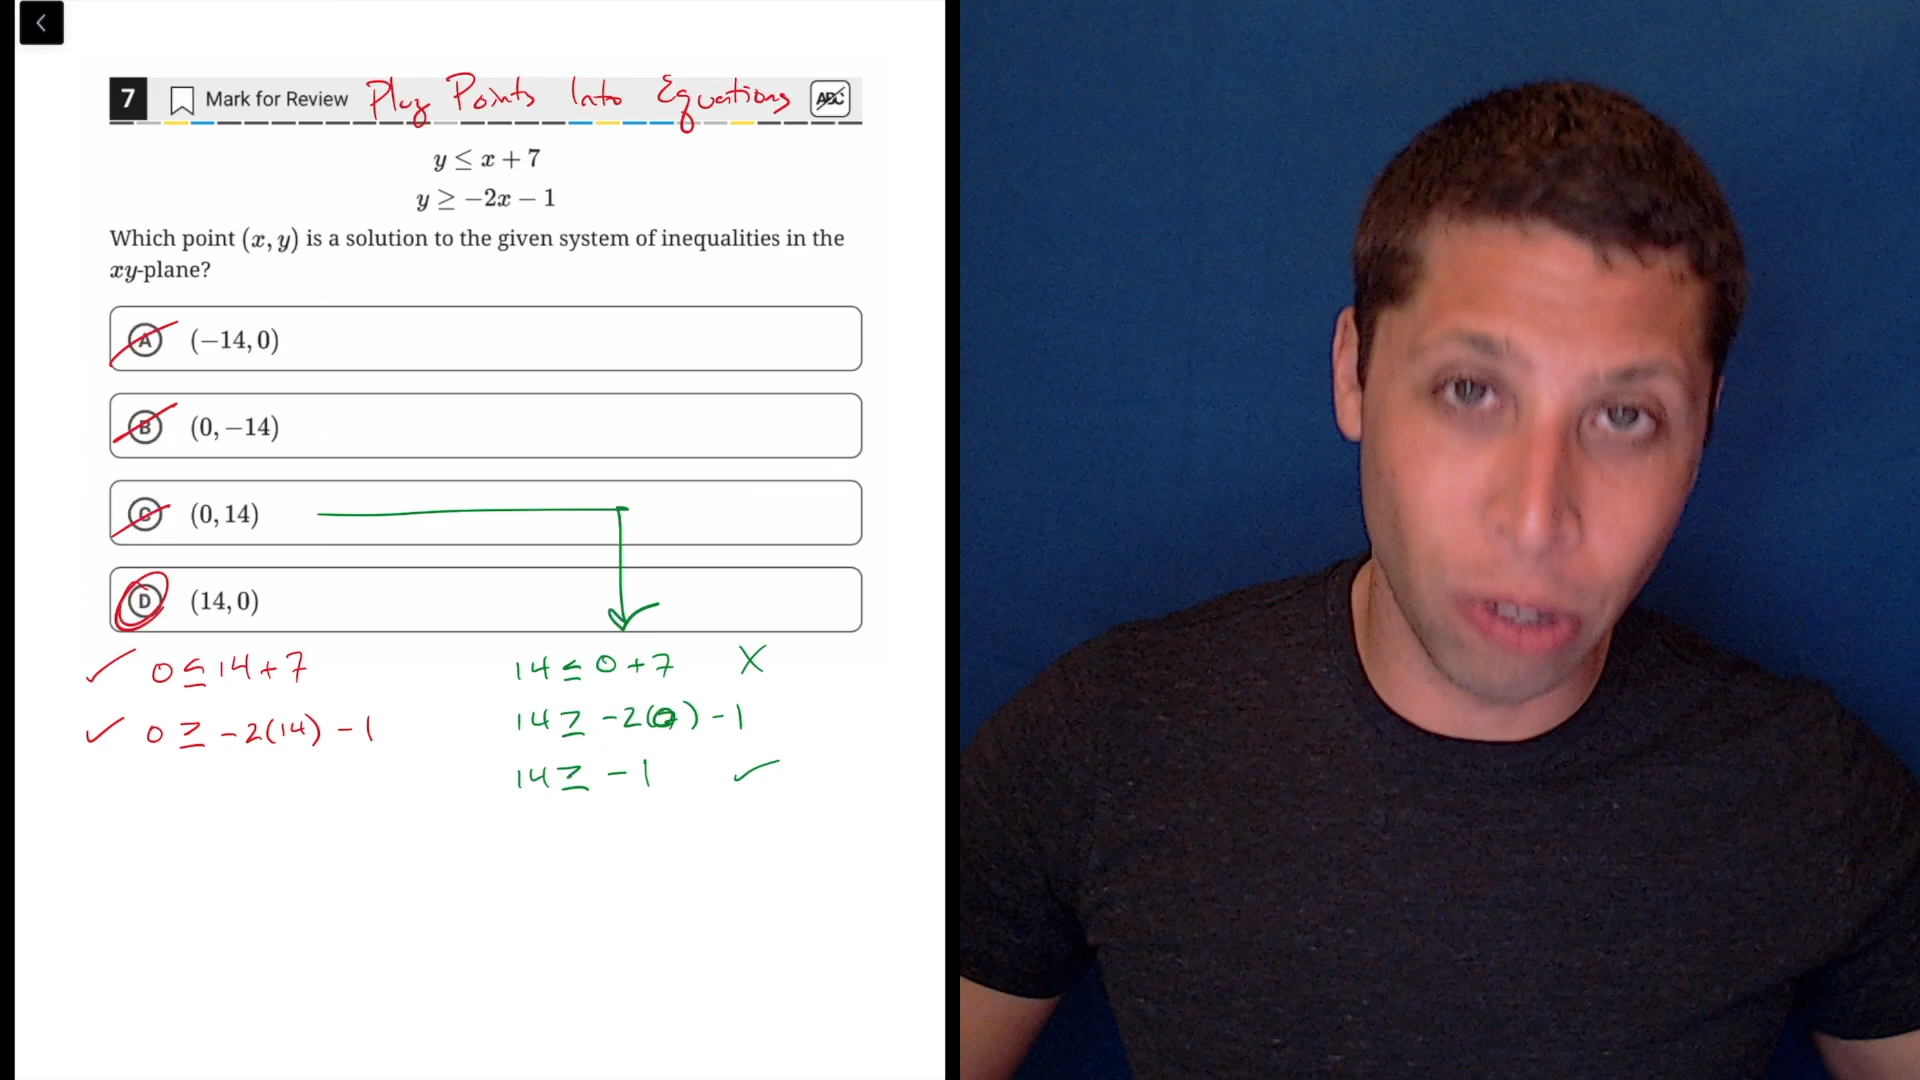 7 Mark for Review Plug Points Into Equations ABC
y ≤ x + 7
y ≥ −2x − 1
Which point (x, y) is a solution to the given system of inequalities in the
xy-plane?
A (−14, 0)
B (0, −14)
C (0, 14)
D (14, 0)
0 ≤ 14 + 7
0 ≥ -2(14) - 1
14 ≤ 0 + 7 X
14 ≥ -2(0) - 1
14 ≥ -1